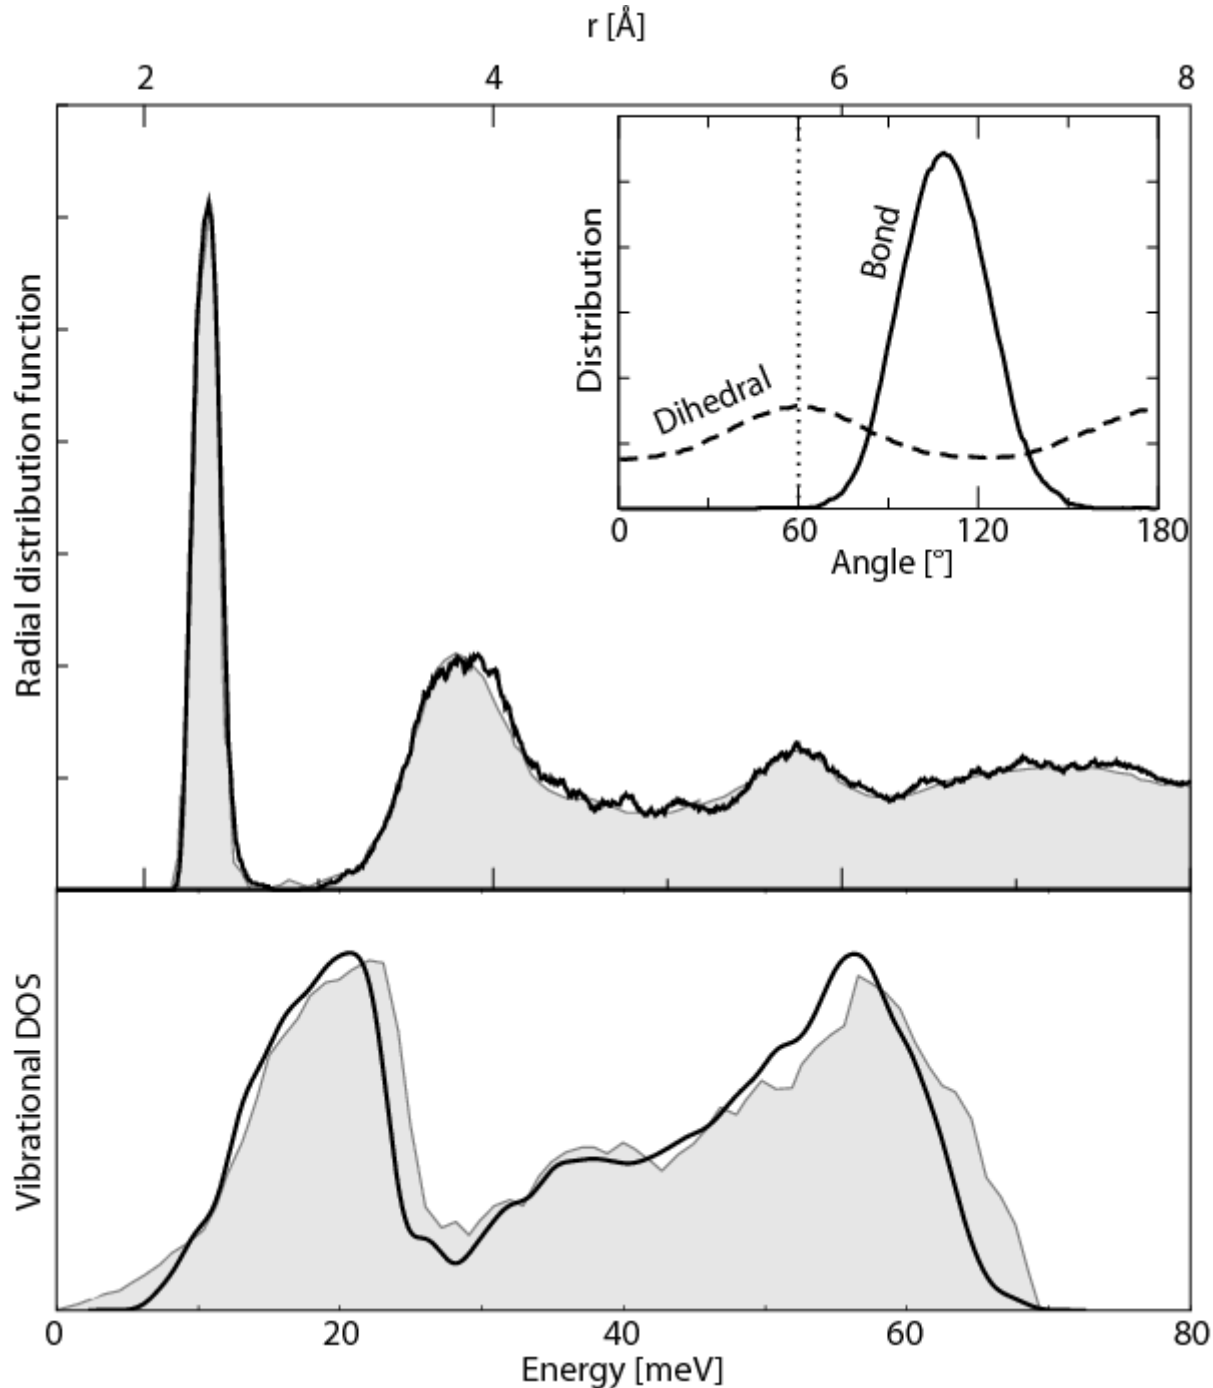 r [Å]
2 4 6 8
Radial distribution function
Distribution
Bond
Dihedral
0 60 120 180
Angle [°]
Vibrational DOS
0 20 40 60 80
Energy [meV]